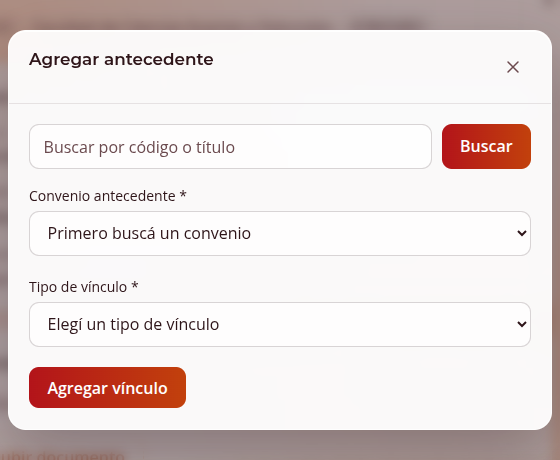 Agregar antecedente
Buscar por código o título
Buscar
Convenio antecedente *
Primero buscá un convenio
Tipo de vínculo *
Elegí un tipo de vínculo
Agregar vínculo